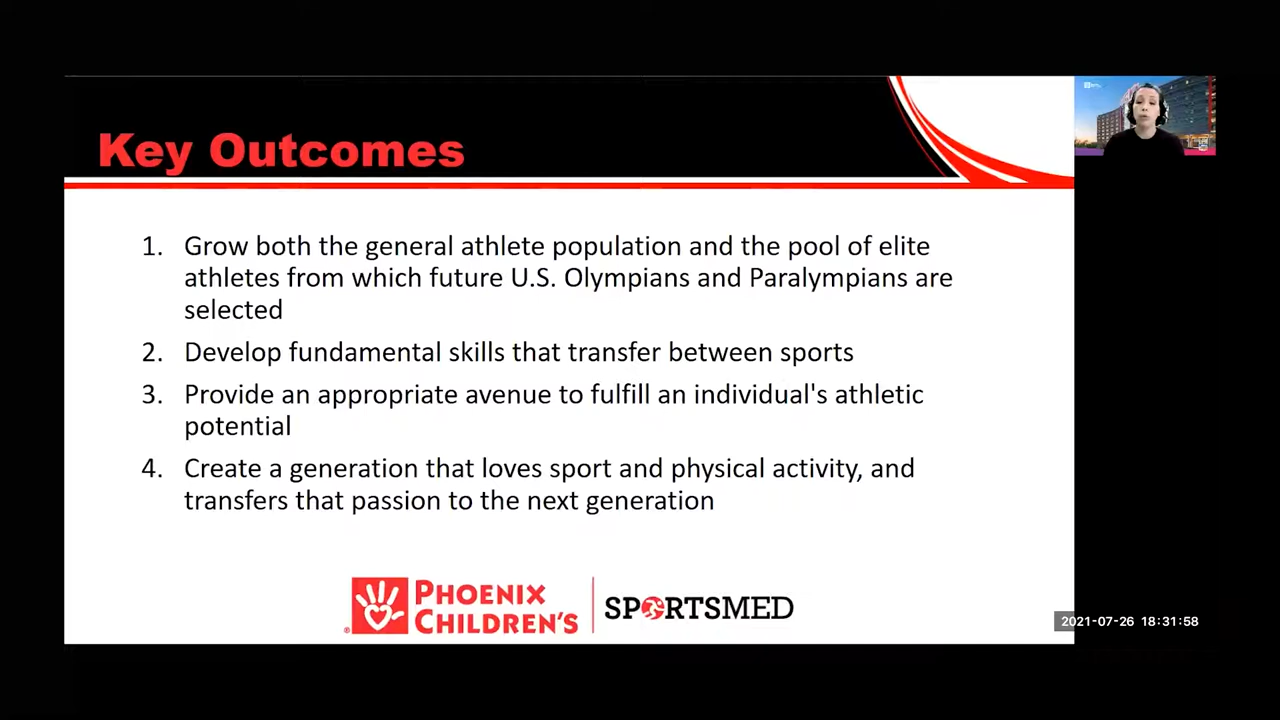 Key Outcomes
1. Grow both the general athlete population and the pool of elite
athletes from which future U.S. Olympians and Paralympians are
selected
2. Develop fundamental skills that transfer between sports
3. Provide an appropriate avenue to fulfill an individual's athletic
potential
4. Create a generation that loves sport and physical activity, and
transfers that passion to the next generation
PHOENIX
CHILDREN'S
®
SPORTSMED
2021-07-26 18:31:58